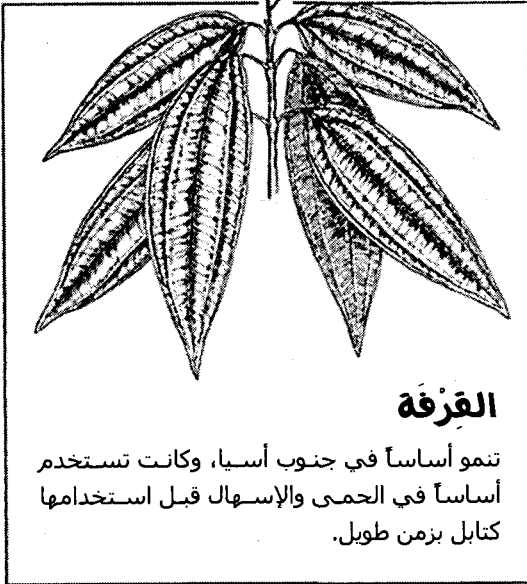 القِرْفَة
تنمو أساساً في جنوب أسيا، وكانت تستخدم
أساساً في الحمى والإسهال قبل استخدامها
كتابل بزمن طويل.